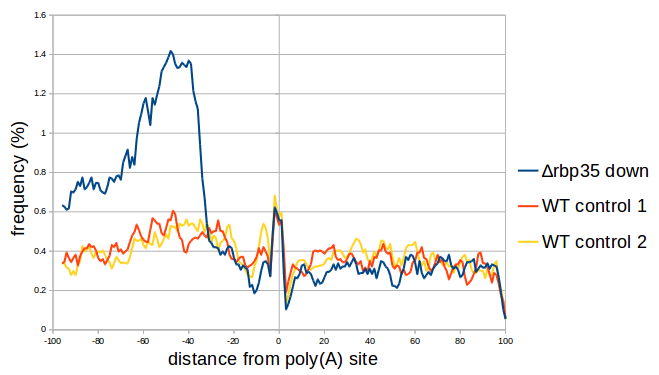 1.6
1.4
1.2
1
0.8
0.6
0.4
0.2
0
frequency (%)
-100 -80 -60 -40 -20 0 20 40 60 80 100
distance from poly(A) site
Δrbp35 down
WT control 1
WT control 2